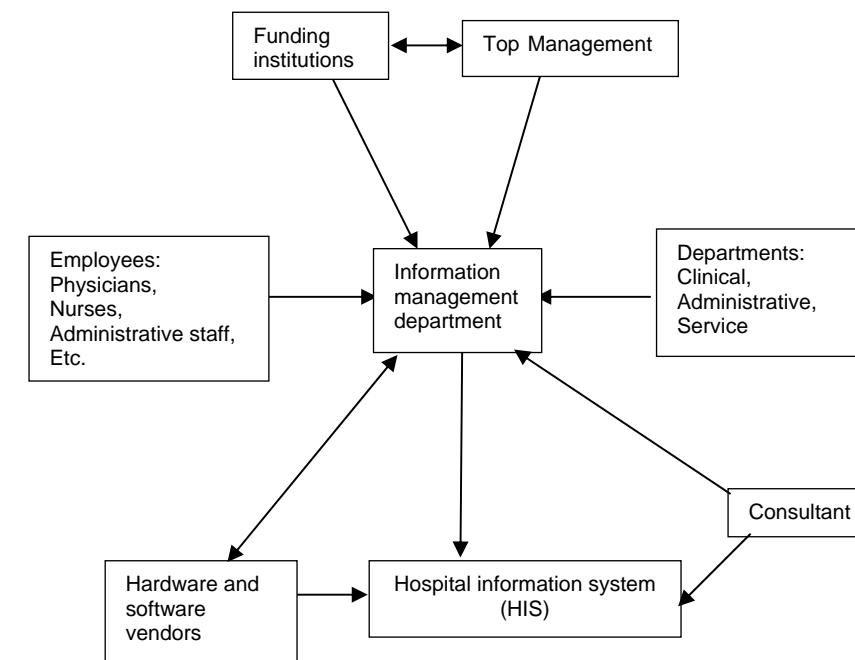 Funding
institutions
Top Management
Employees:
Physicians,
Nurses,
Administrative staff,
Etc.
Information
management
department
Departments:
Clinical,
Administrative,
Service
Consultant
Hardware and
software
vendors
Hospital information system
(HIS)